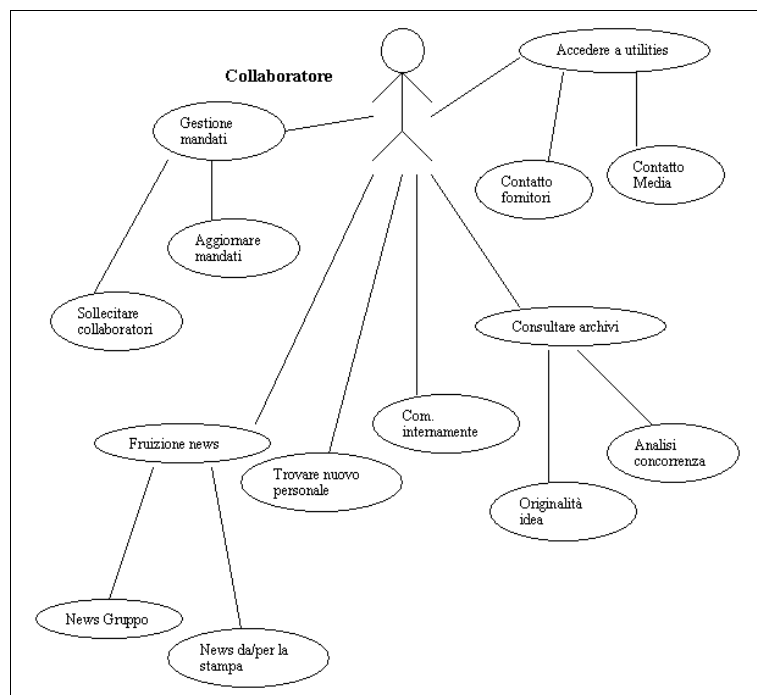 Accedere a utilities
Collaboratore
Gestione
mandati
Contatto
fornitori
Contatto
Media
Aggiornare
mandati
Sollecitare
collaboratori
Consultare archivi
Com.
internamente
Fruizione news
Trovare nuovo
personale
Analisi
concorrenza
Originalità
idea
News Gruppo
News da/per la
stampa